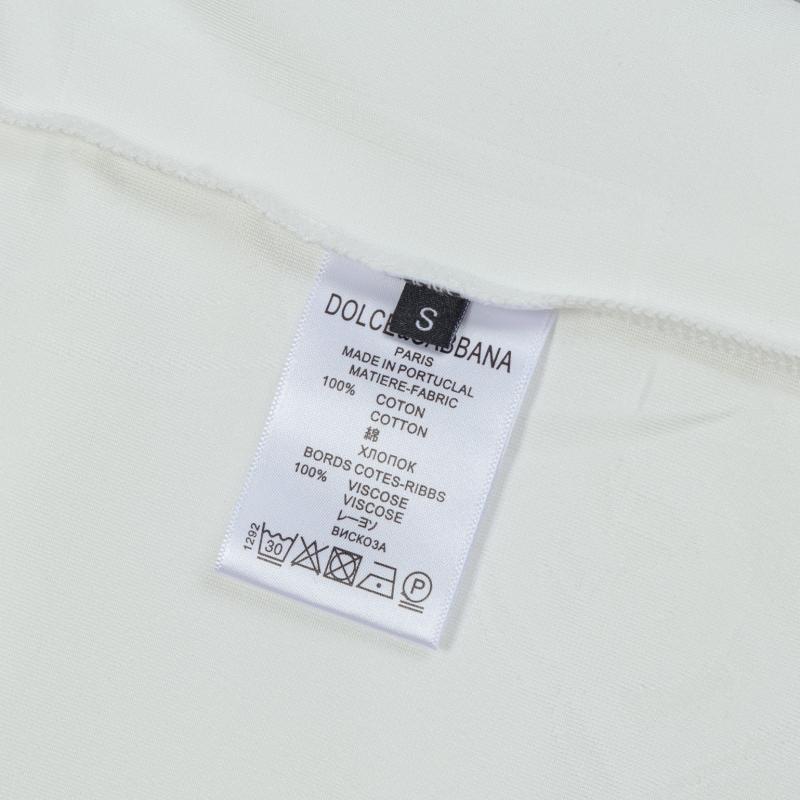 S
DOLCE&GABBANA
PARIS
MADE IN PORTUCLAL
MATIERE-FABRIC
100% COTON
COTTON
綿
ХЛОПОК
BORDS COTES-RIBBS
100% VISCOSE
VISCOSE
レーヨソ
ВИСКОЗА
1292
30
P